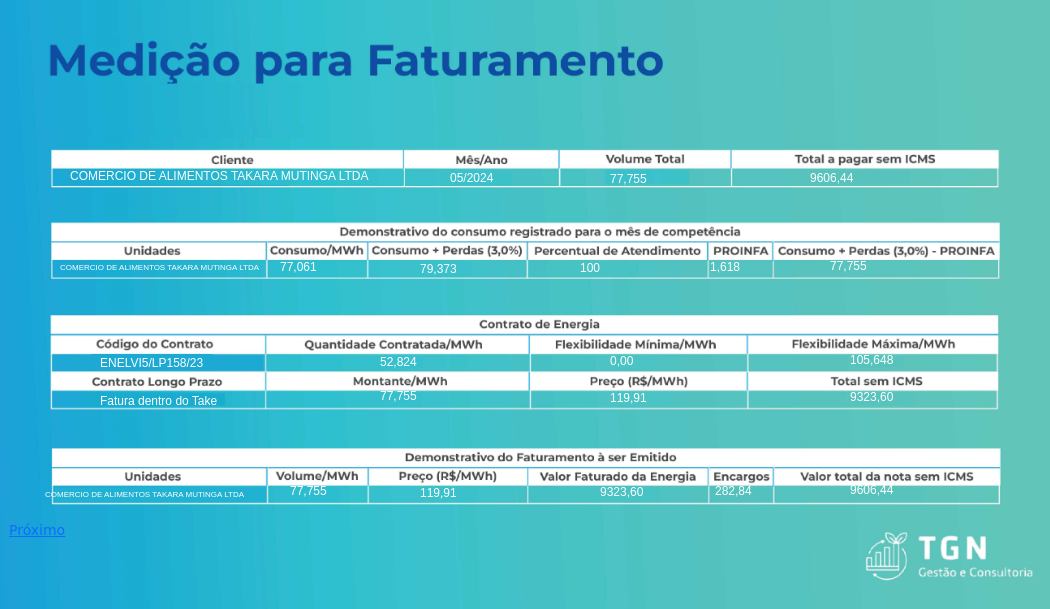 Medição para Faturamento
Cliente Mês/Ano Volume Total Total a pagar sem ICMS
COMERCIO DE ALIMENTOS TAKARA MUTINGA LTDA 05/2024 77,755 9606,44
Demonstrativo do consumo registrado para o mês de competência
Unidades Consumo/MWh Consumo + Perdas (3,0%) Percentual de Atendimento PROINFA Consumo + Perdas (3,0%) - PROINFA
COMERCIO DE ALIMENTOS TAKARA MUTINGA LTDA 77,061 79,373 100 1,618 77,755
Contrato de Energia
Código do Contrato Quantidade Contratada/MWh Flexibilidade Mínima/MWh Flexibilidade Máxima/MWh
ENELVI5/LP158/23 52,824 0,00 105,648
Contrato Longo Prazo Montante/MWh Preço (R$/MWh) Total sem ICMS
Fatura dentro do Take 77,755 119,91 9323,60
Demonstrativo do Faturamento à ser Emitido
Unidades Volume/MWh Preço (R$/MWh) Valor Faturado da Energia Encargos Valor total da nota sem ICMS
COMERCIO DE ALIMENTOS TAKARA MUTINGA LTDA 77,755 119,91 9323,60 282,84 9606,44
Próximo
TGN
Gestão e Consultoria